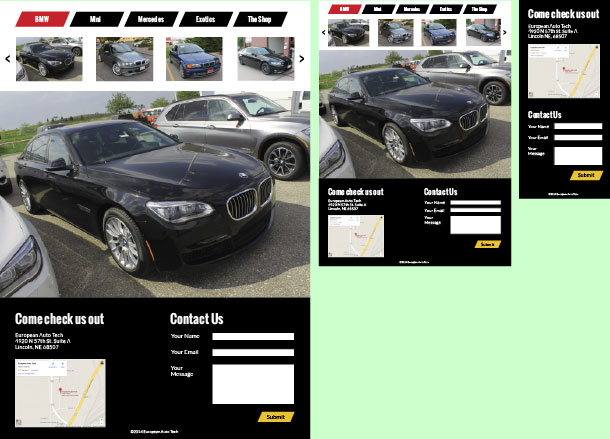 BMW
Mini
Mercedes
Exotics
The Shop
Come check us out
European Auto Tech
4920 N 57th St. Suite A
Lincoln, NE 68507
Contact Us
Your Name
Your Email
Your
Message
Submit
©2014 European Auto Tech
BMW
Mini
Mercedes
Exotics
The Shop
Come check us out
European Auto Tech
4920 N 57th St. Suite A
Lincoln, NE 68507
Contact Us
Your Name
Your Email
Your
Message
Submit
©2014 European Auto Tech
Come check us out
European Auto Tech
4920 N 57th St. Suite A
Lincoln, NE 68507
Contact Us
Your Name
Your Email
Your
Message
Submit